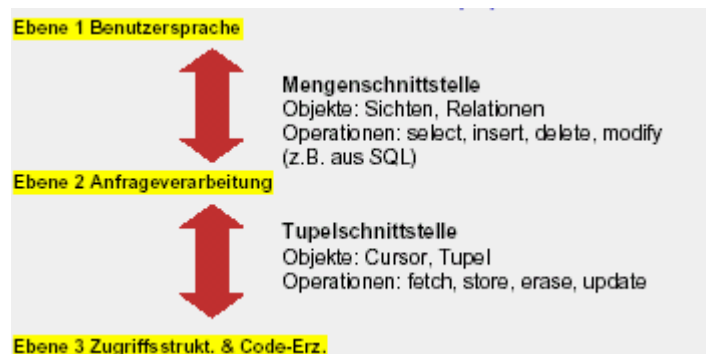 Ebene 1 Benutzersprache
Mengenschnittstelle
Objekte: Sichten, Relationen
Operationen: select, insert, delete, modify
(z.B. aus SQL)
Ebene 2 Anfrageverarbeitung
Tupelschnittstelle
Objekte: Cursor, Tupel
Operationen: fetch, store, erase, update
Ebene 3 Zugriffsstrukt. & Code-Erz.